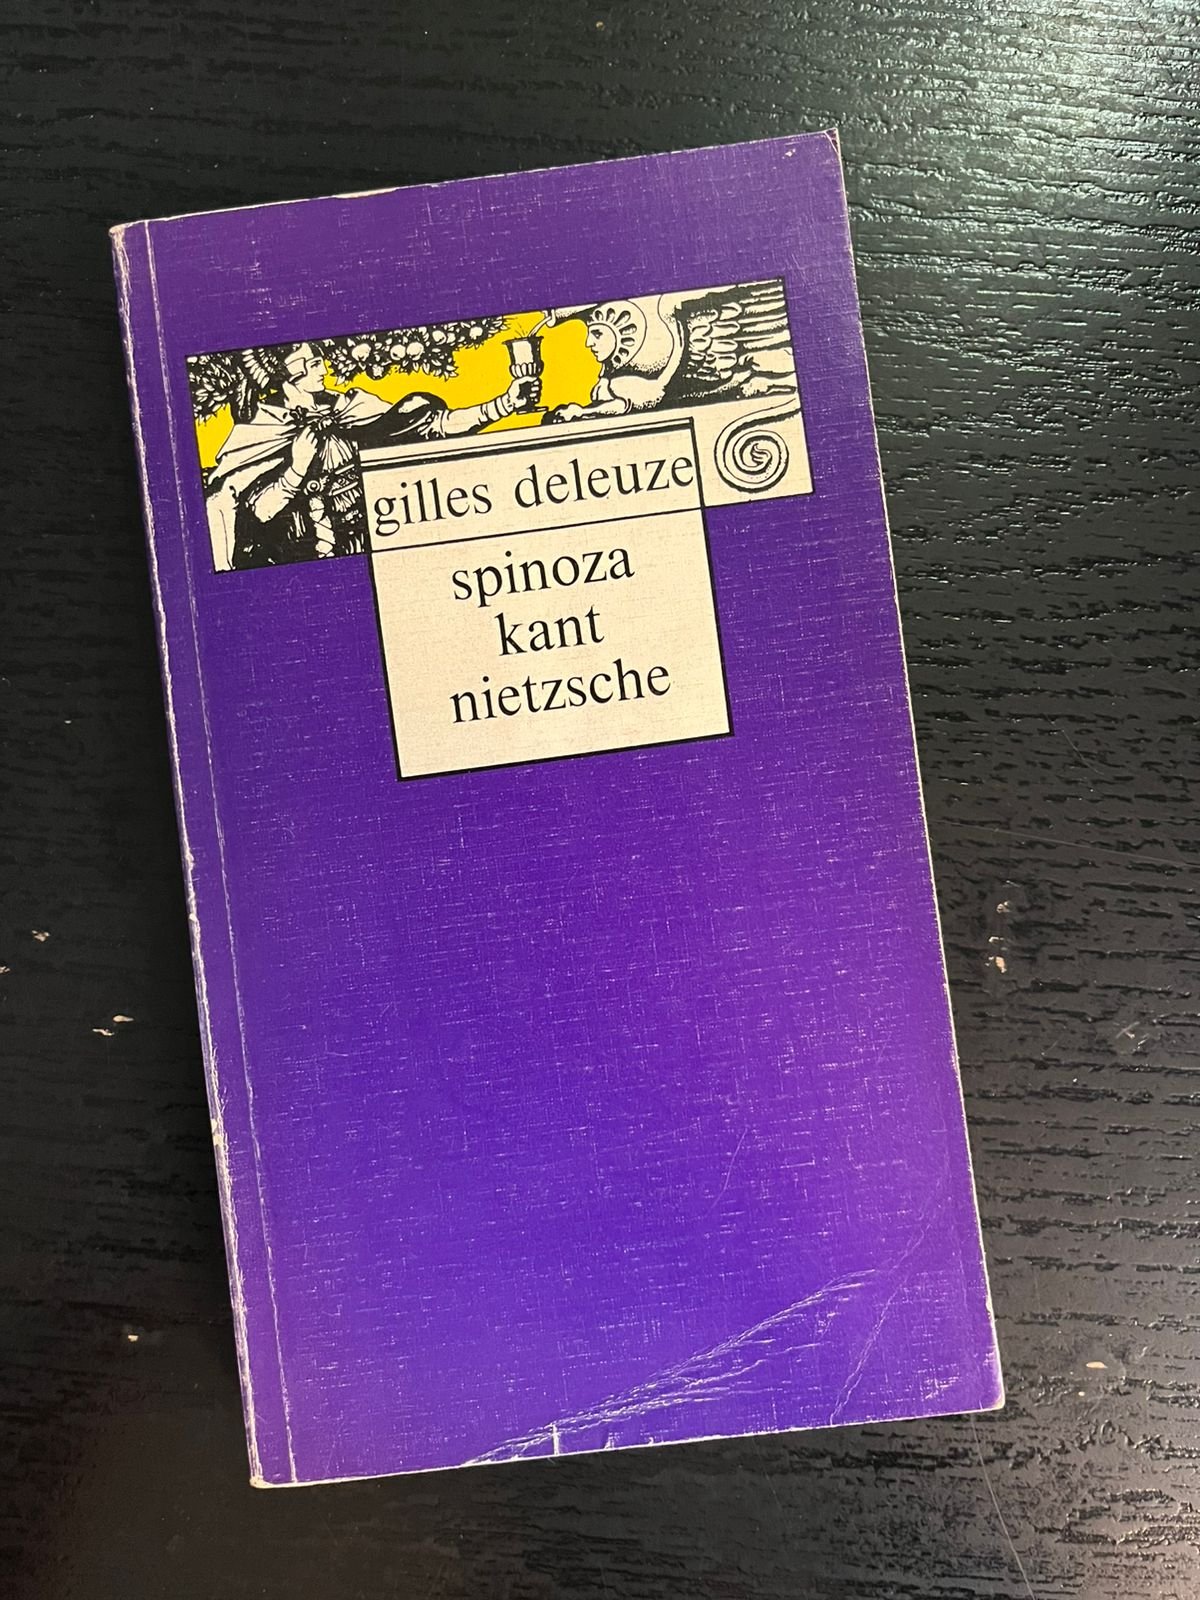 gilles deleuze
spinoza
kant
nietzsche